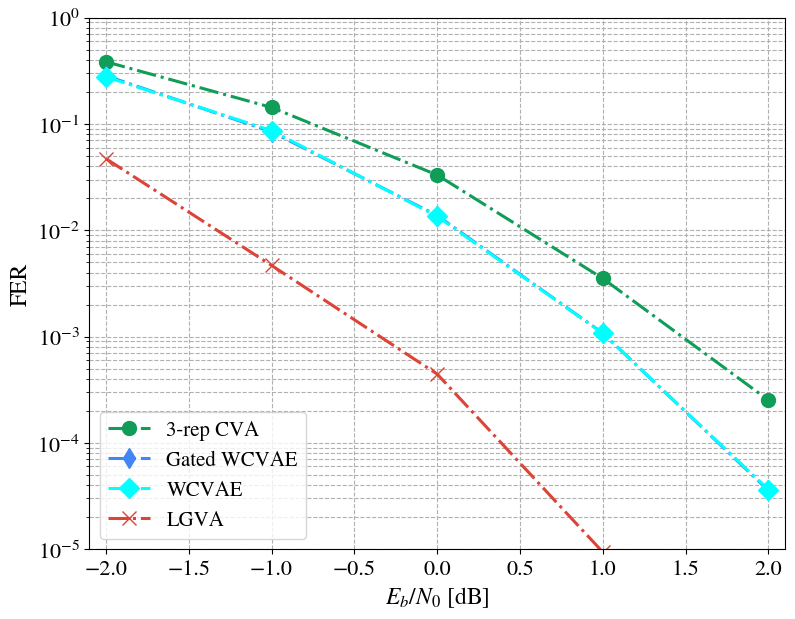 10⁰
10⁻¹
10⁻²
10⁻³
10⁻⁴
10⁻⁵
FER
3-rep CVA
Gated WCVAE
WCVAE
LGVA
−2.0 −1.5 −1.0 −0.5 0.0 0.5 1.0 1.5 2.0
E_b/N_0 [dB]